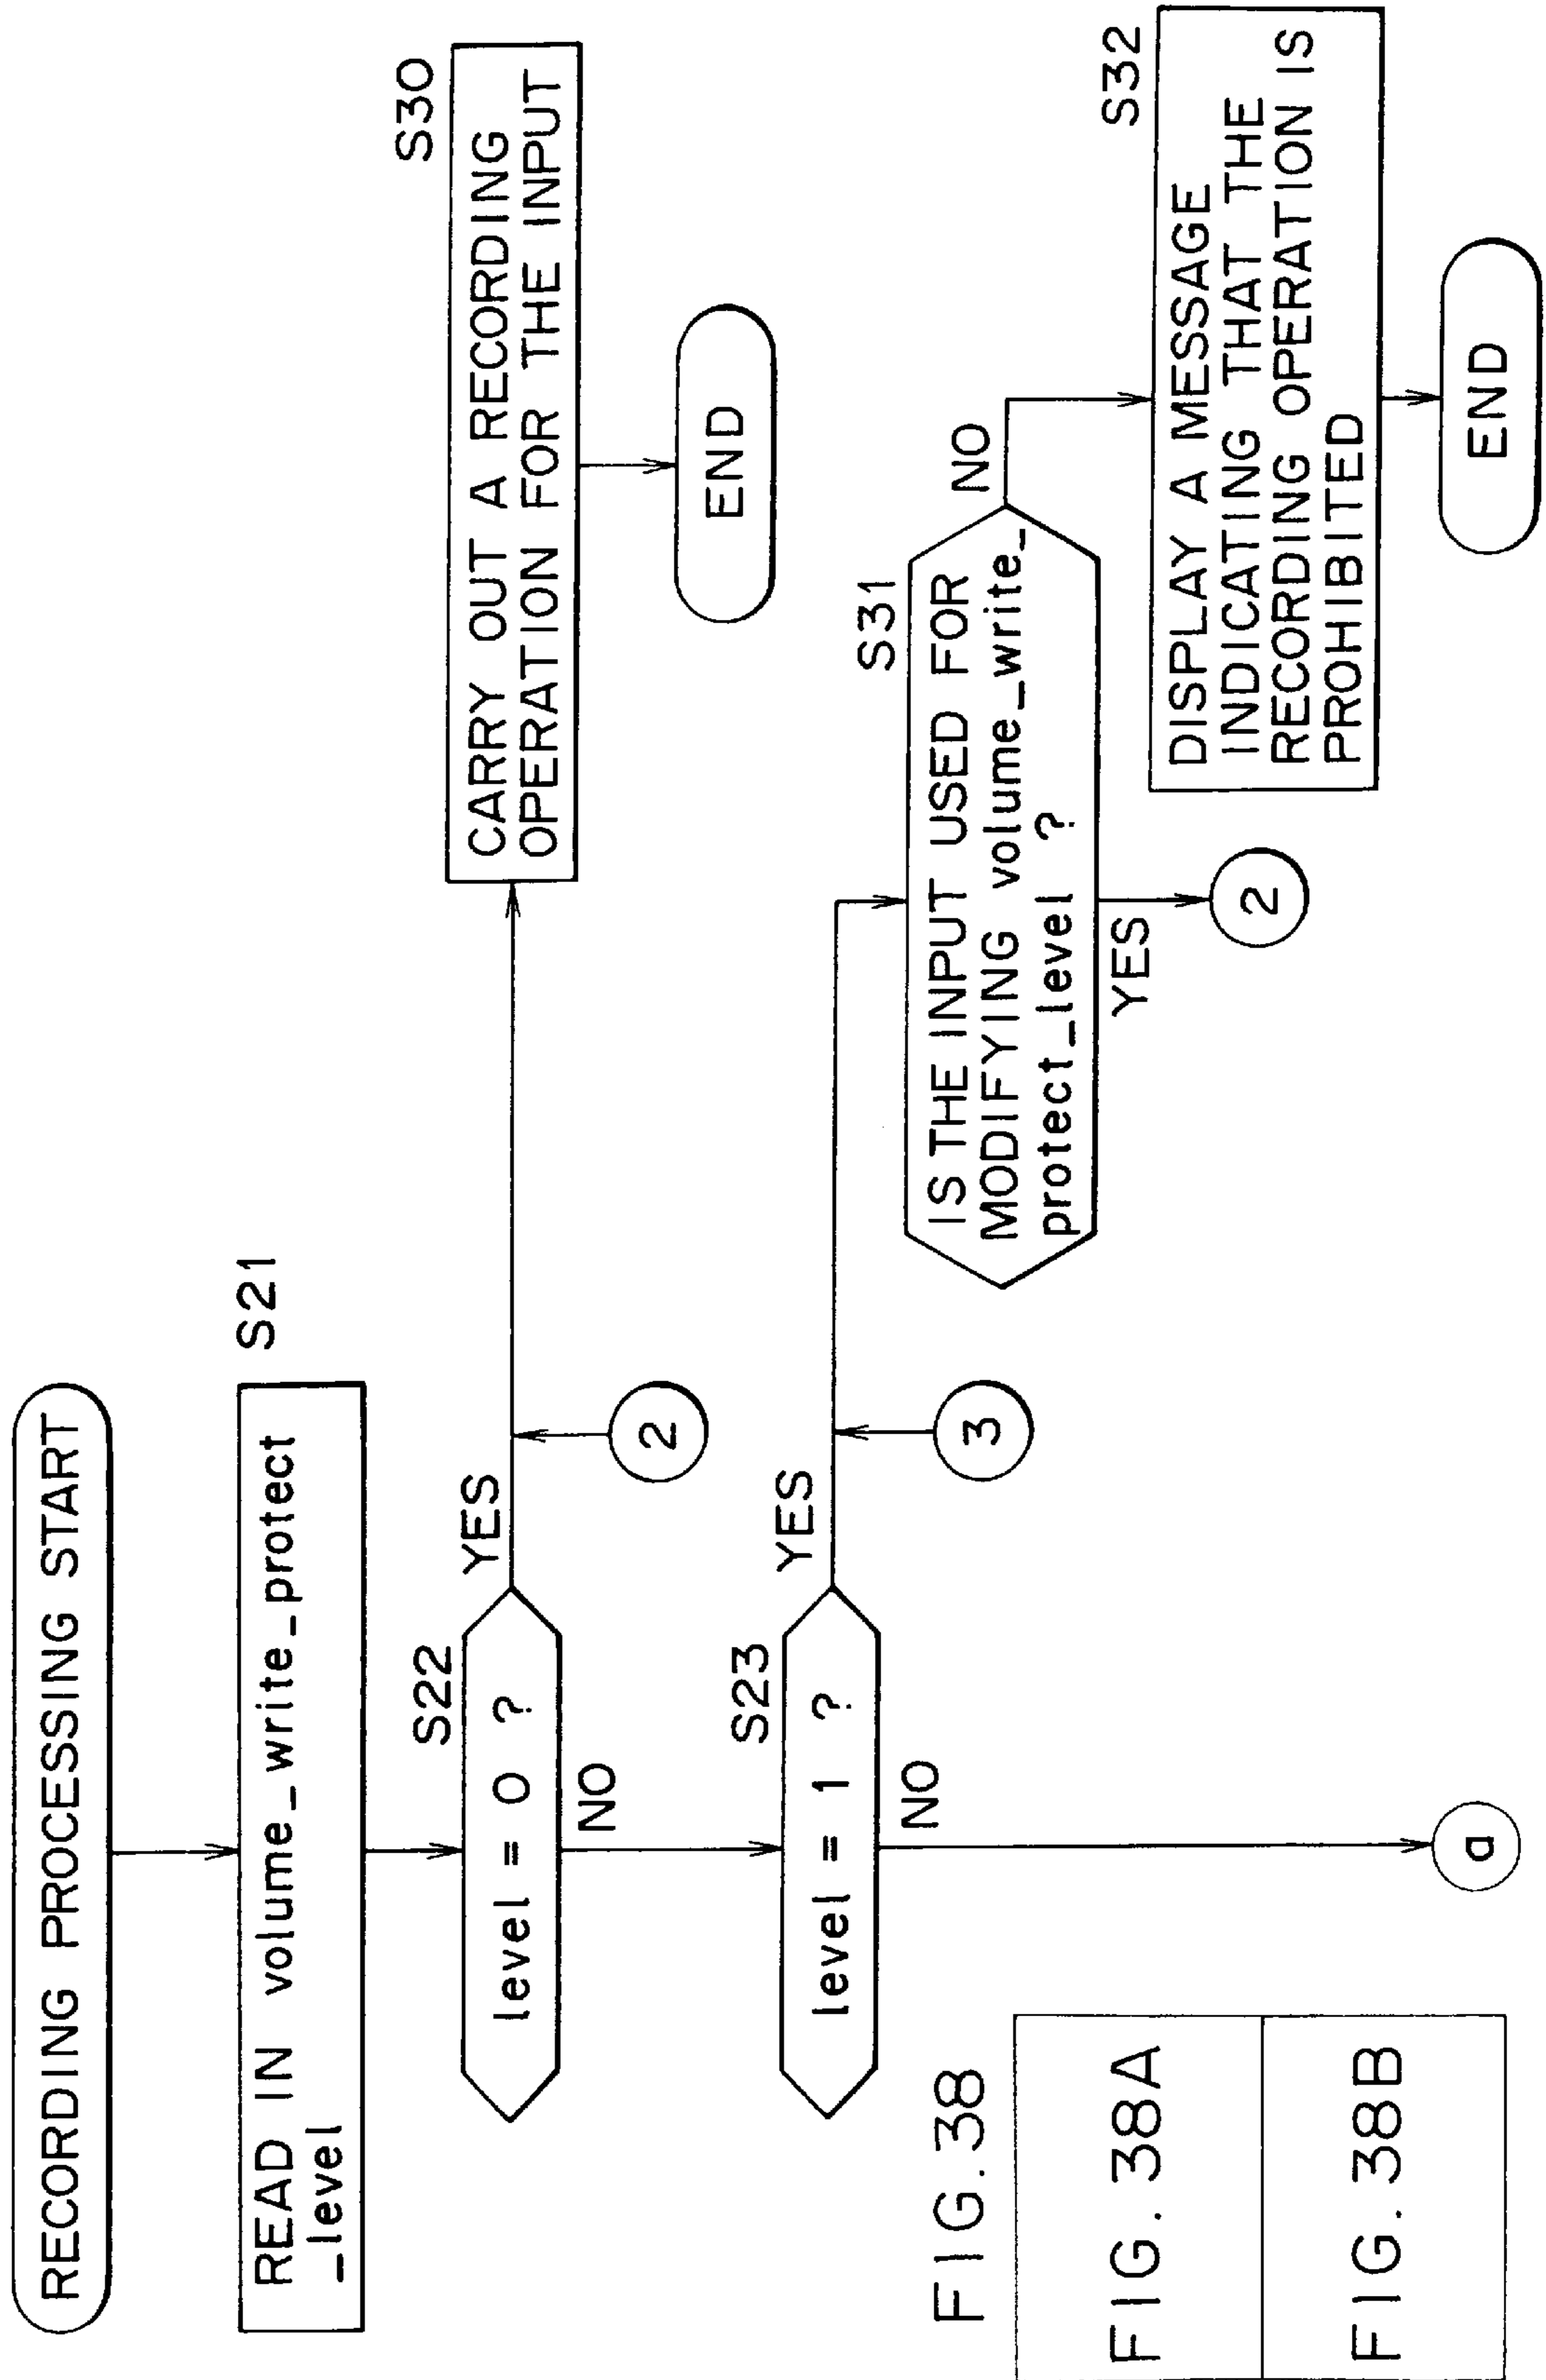 RECORDING PROCESSING START
S21
READ IN volume_write_protect
_level
S22
level = 0 ?
YES
NO
2
S30
CARRY OUT A RECORDING
OPERATION FOR THE INPUT
END
S23
level = 1 ?
YES
NO
3
S31
IS THE INPUT USED FOR
MODIFYING volume_write_
protect_level ?
NO
YES
2
S32
DISPLAY A MESSAGE
INDICATING THAT THE
RECORDING OPERATION IS
PROHIBITED
END
a
FIG. 38
FIG. 38A
FIG. 38B